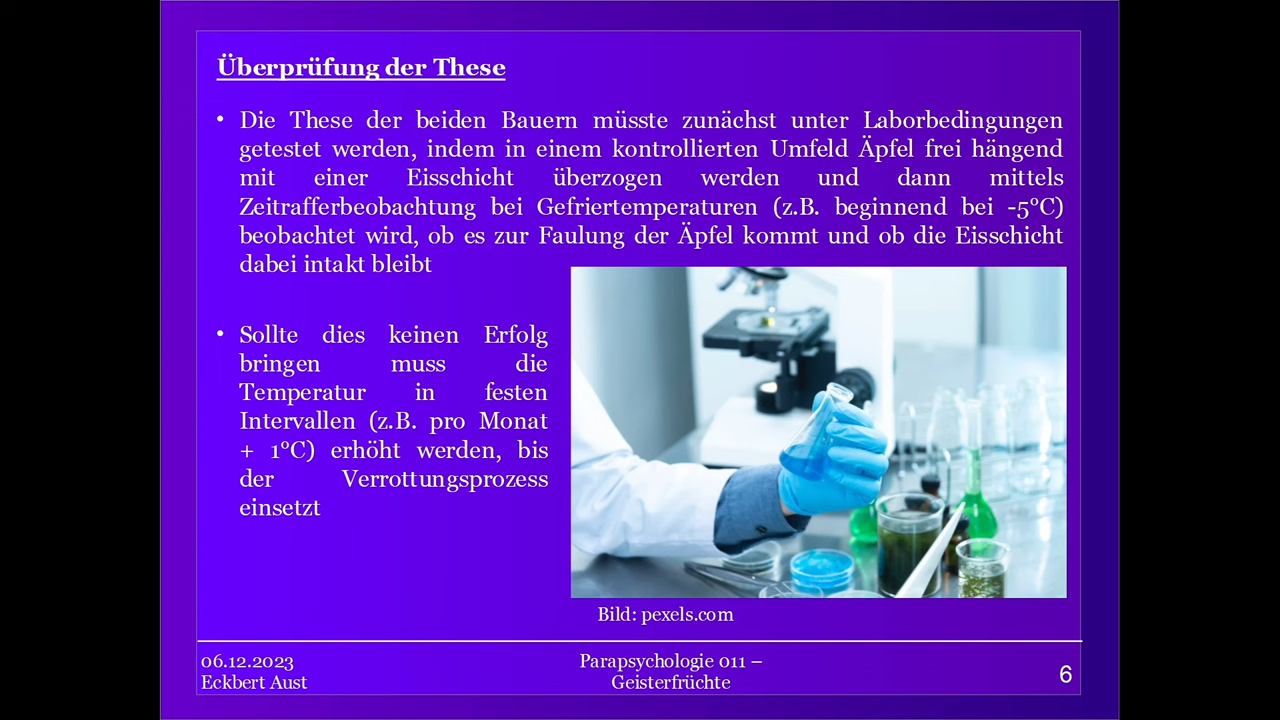 Überprüfung der These
• Die These der beiden Bauern müsste zunächst unter Laborbedingungen
getestet werden, indem in einem kontrollierten Umfeld Äpfel frei hängend
mit einer Eisschicht überzogen werden und dann mittels
Zeitrafferbeobachtung bei Gefriertemperaturen (z.B. beginnend bei -5°C)
beobachtet wird, ob es zur Faulung der Äpfel kommt und ob die Eisschicht
dabei intakt bleibt
• Sollte dies keinen Erfolg
bringen muss die
Temperatur in festen
Intervallen (z.B. pro Monat
+ 1°C) erhöht werden, bis
der Verrottungsprozess
einsetzt
Bild: pexels.com
06.12.2023
Eckbert Aust
Parapsychologie 011 –
Geisterfrüchte
6